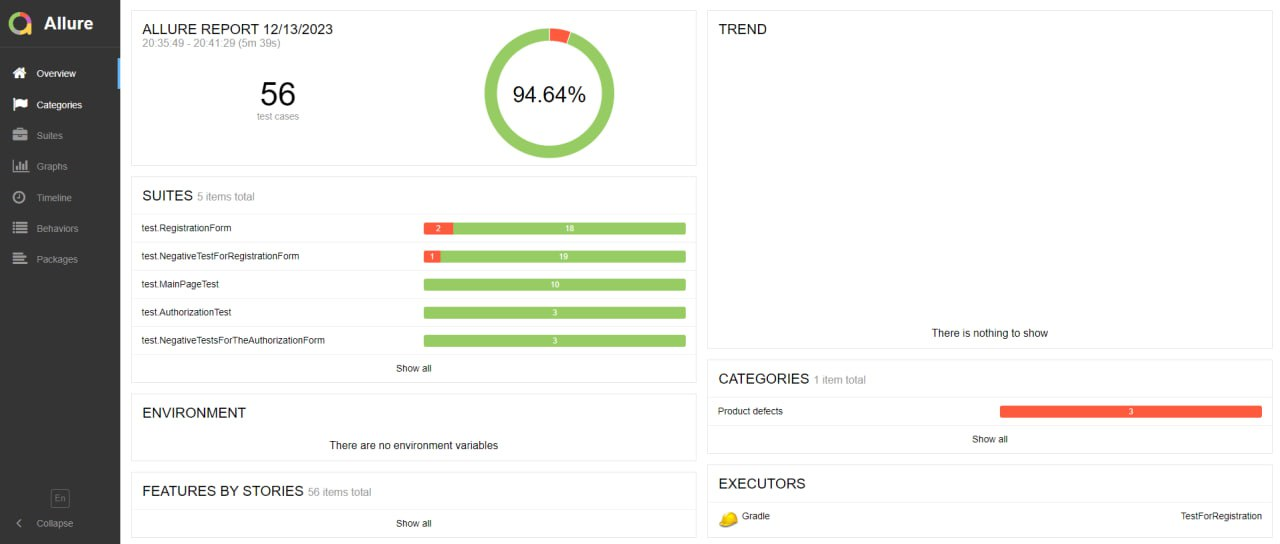 Allure
Overview
Categories
Suites
Graphs
Timeline
Behaviors
Packages
En
Collapse
ALLURE REPORT 12/13/2023
20:35:49 - 20:41:29 (5m 39s)
56
test cases
94.64%
SUITES 5 items total
test.RegistrationForm 2 18
test.NegativeTestForRegistrationForm 1 19
test.MainPageTest 10
test.AuthorizationTest 3
test.NegativeTestsForTheAuthorizationForm 3
Show all
ENVIRONMENT
There are no environment variables
FEATURES BY STORIES 56 items total
Show all
TREND
There is nothing to show
CATEGORIES 1 item total
Product defects 3
Show all
EXECUTORS
Gradle TestForRegistration